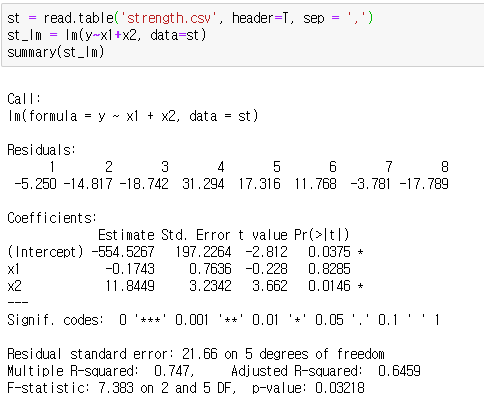 st = read.table('strength.csv', header=T, sep = ',')
st_lm = lm(y~x1+x2, data=st)
summary(st_lm)
Call:
lm(formula = y ~ x1 + x2, data = st)
Residuals:
1 2 3 4 5 6 7 8
-5.250 -14.817 -18.742 31.294 17.316 11.768 -3.781 -17.789
Coefficients:
Estimate Std. Error t value Pr(>|t|)
(Intercept) -554.5267 197.2264 -2.812 0.0375 *
x1 -0.1743 0.7636 -0.228 0.8285
x2 11.8449 3.2342 3.662 0.0146 *
---
Signif. codes: 0 '***' 0.001 '**' 0.01 '*' 0.05 '.' 0.1 ' ' 1
Residual standard error: 21.66 on 5 degrees of freedom
Multiple R-squared: 0.747, Adjusted R-squared: 0.6459
F-statistic: 7.383 on 2 and 5 DF, p-value: 0.03218